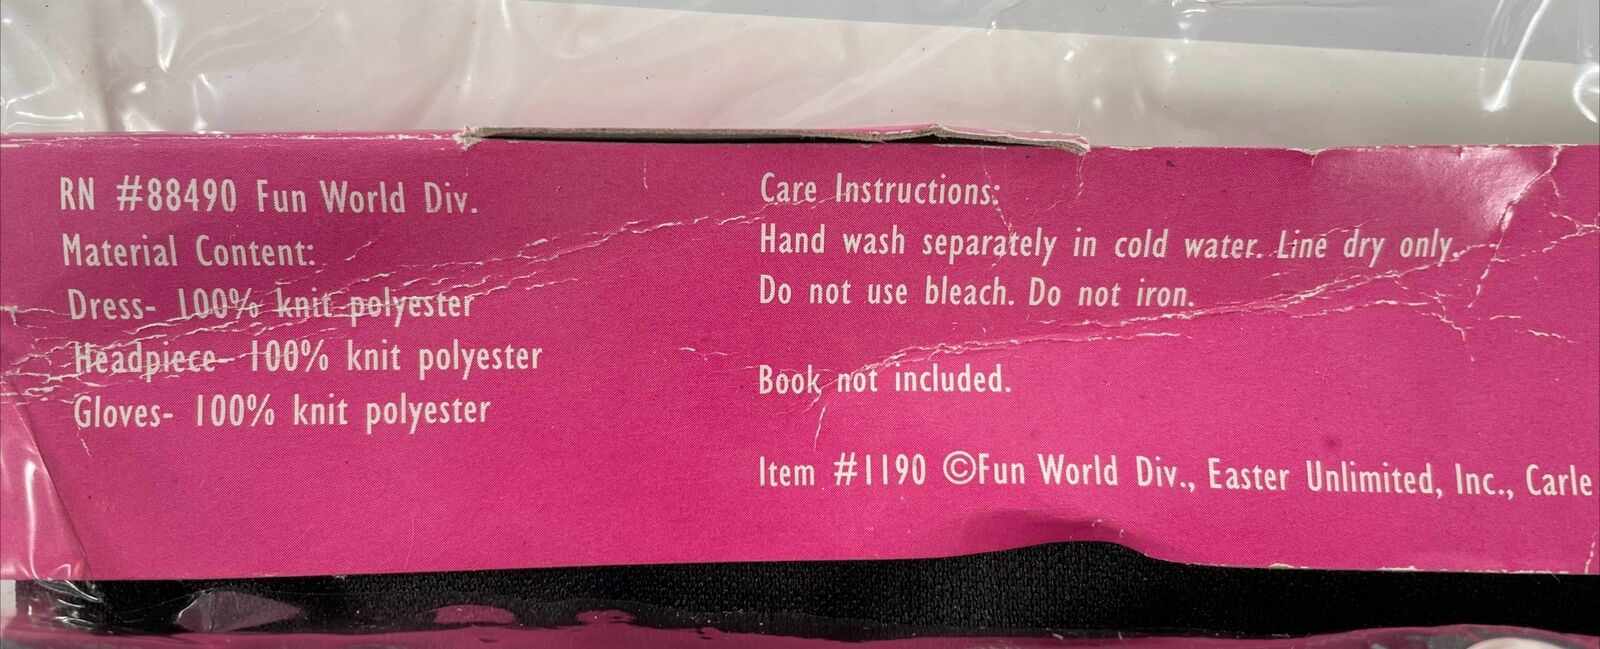 RN #88490 Fun World Div.
Material Content:
Dress- 100% knit polyester
Headpiece- 100% knit polyester
Gloves- 100% knit polyester
Care Instructions:
Hand wash separately in cold water. Line dry only.
Do not use bleach. Do not iron.
Book not included.
Item #1190 ©Fun World Div., Easter Unlimited, Inc., Carle